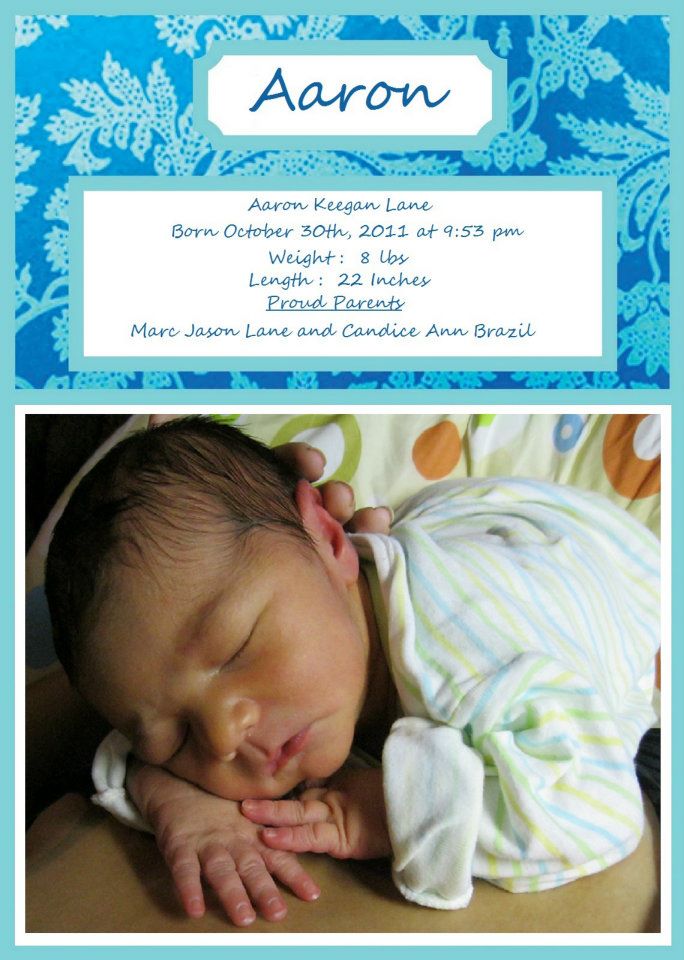 Aaron
Aaron Keegan Lane
Born October 30th, 2011 at 9:53 pm
Weight : 8 lbs
Length : 22 Inches
Proud Parents
Marc Jason Lane and Candice Ann Brazil